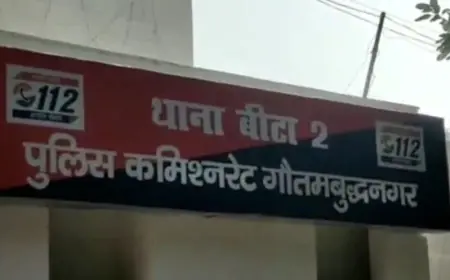 112
थाना बीटा 2
112
पुलिस कमिश्नरेट गौतमबुद्धनगर